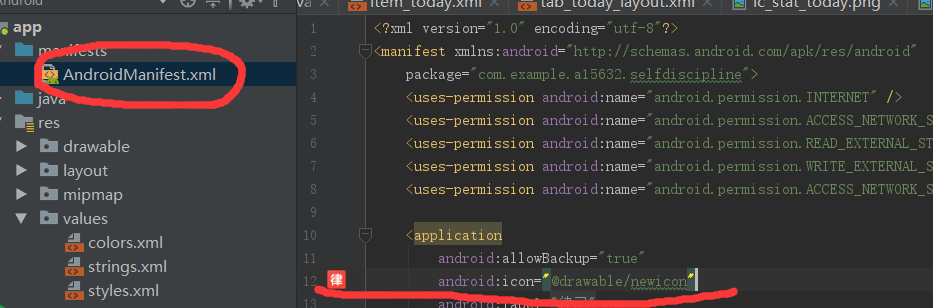 item_today.xml
tab_today_layout.xml
ic_stat_today.png
app
manifests
AndroidManifest.xml
java
res
drawable
layout
mipmap
values
colors.xml
strings.xml
styles.xml
1 <?xml version="1.0" encoding="utf-8"?>
2 <manifest xmlns:android="http://schemas.android.com/apk/res/android"
3 package="com.example.a15632.selfdiscipline">
4 <uses-permission android:name="android.permission.INTERNET" />
5 <uses-permission android:name="android.permission.ACCESS_NETWORK_S
6 <uses-permission android:name="android.permission.READ_EXTERNAL_ST
7 <uses-permission android:name="android.permission.WRITE_EXTERNAL_S
8 <uses-permission android:name="android.permission.ACCESS_NETWORK_S
9
10 <application
11 android:allowBackup="true"
12 律 android:icon="@drawable/newicon"
13